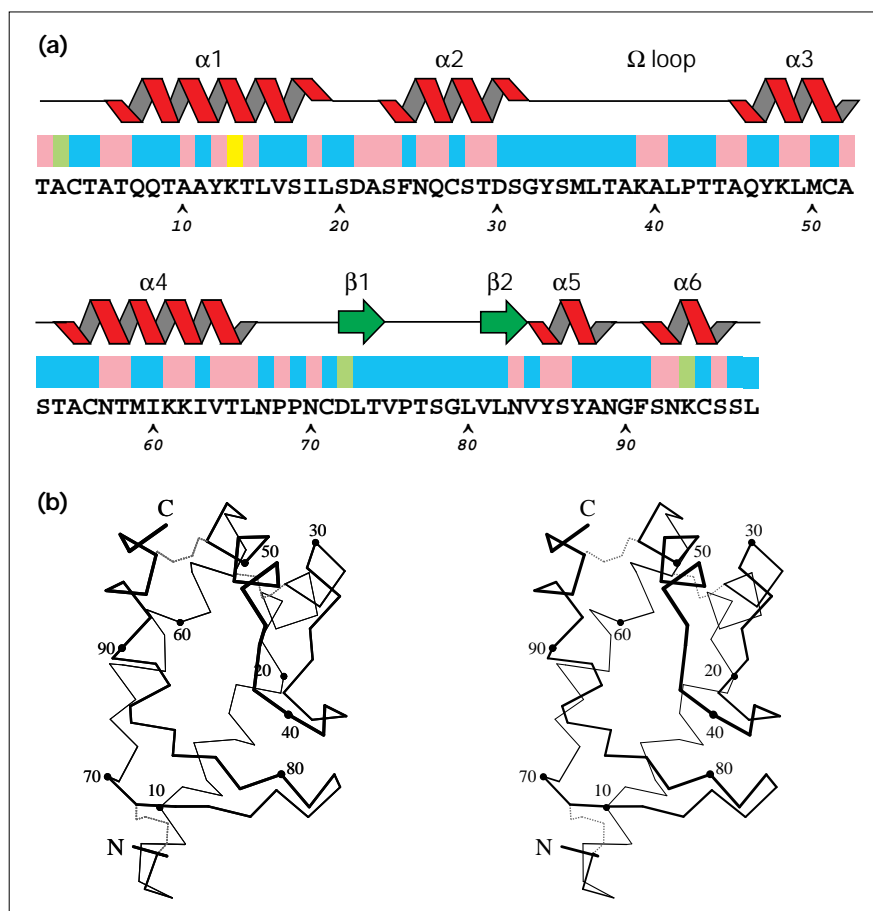 (a)
α1 α2 Ω loop α3
TACTATQQTAAYKTLVSILSDASFNQCSTDSGYSMLTAKALPTTAQYKLMCA
10 20 30 40 50
α4 β1 β2 α5 α6
STACNTMIKKIVTLNPPNCDLTVPTSGLVLNVYSYANGFSNKCSSL
60 70 80 90
(b)
C 30 C 30
50 50
60 60
90 90
20 20
40 40
70 80 70 80
10 10
N N